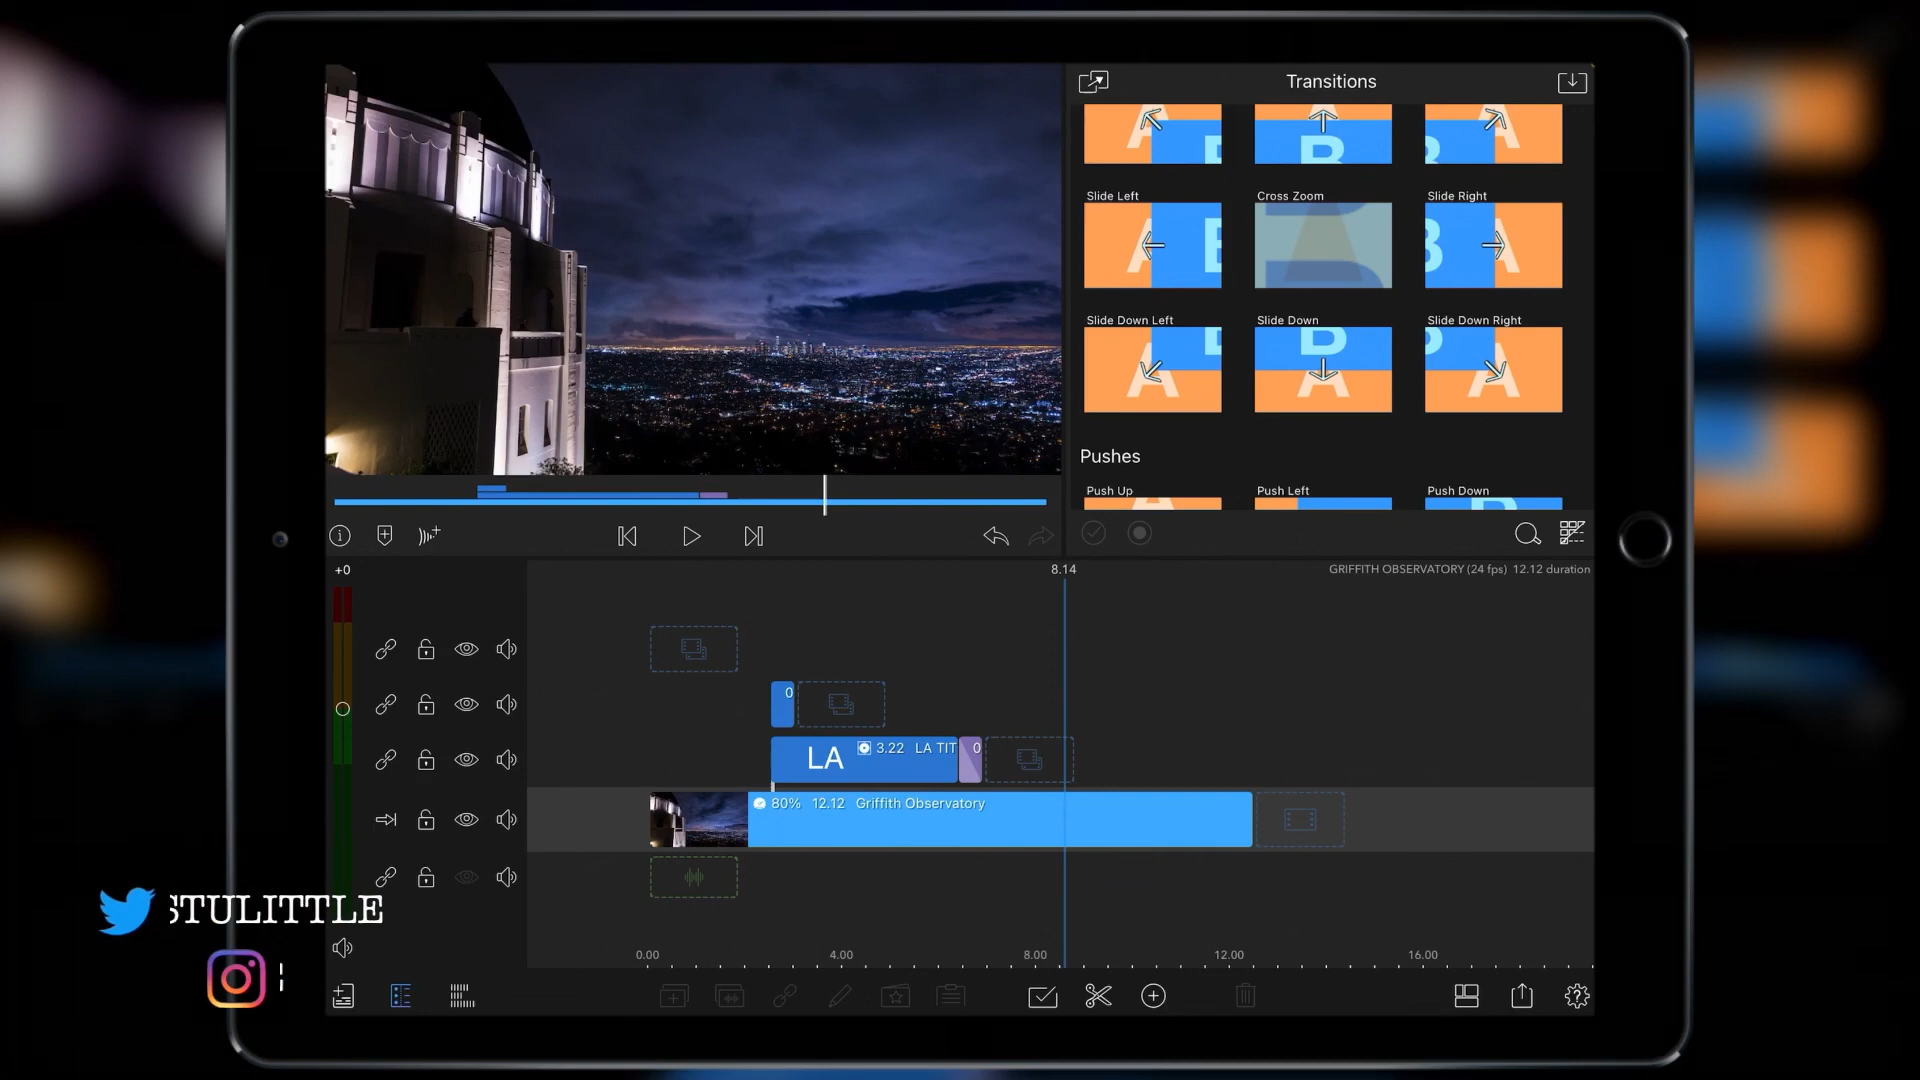 Transitions
A
B
A
Slide Left
Cross Zoom
Slide Right
A
A
B
A
Slide Down Left
Slide Down
Slide Down Right
A
B
A
A
Pushes
Push Up
Push Left
Push Down
+0
8.14
GRIFFITH OBSERVATORY (24 fps) 12.12 duration
0
LA
3.22 LA TIT
0
80% 12.12 Griffith Observatory
STULITTLE
0.00
4.00
8.00
12.00
16.00